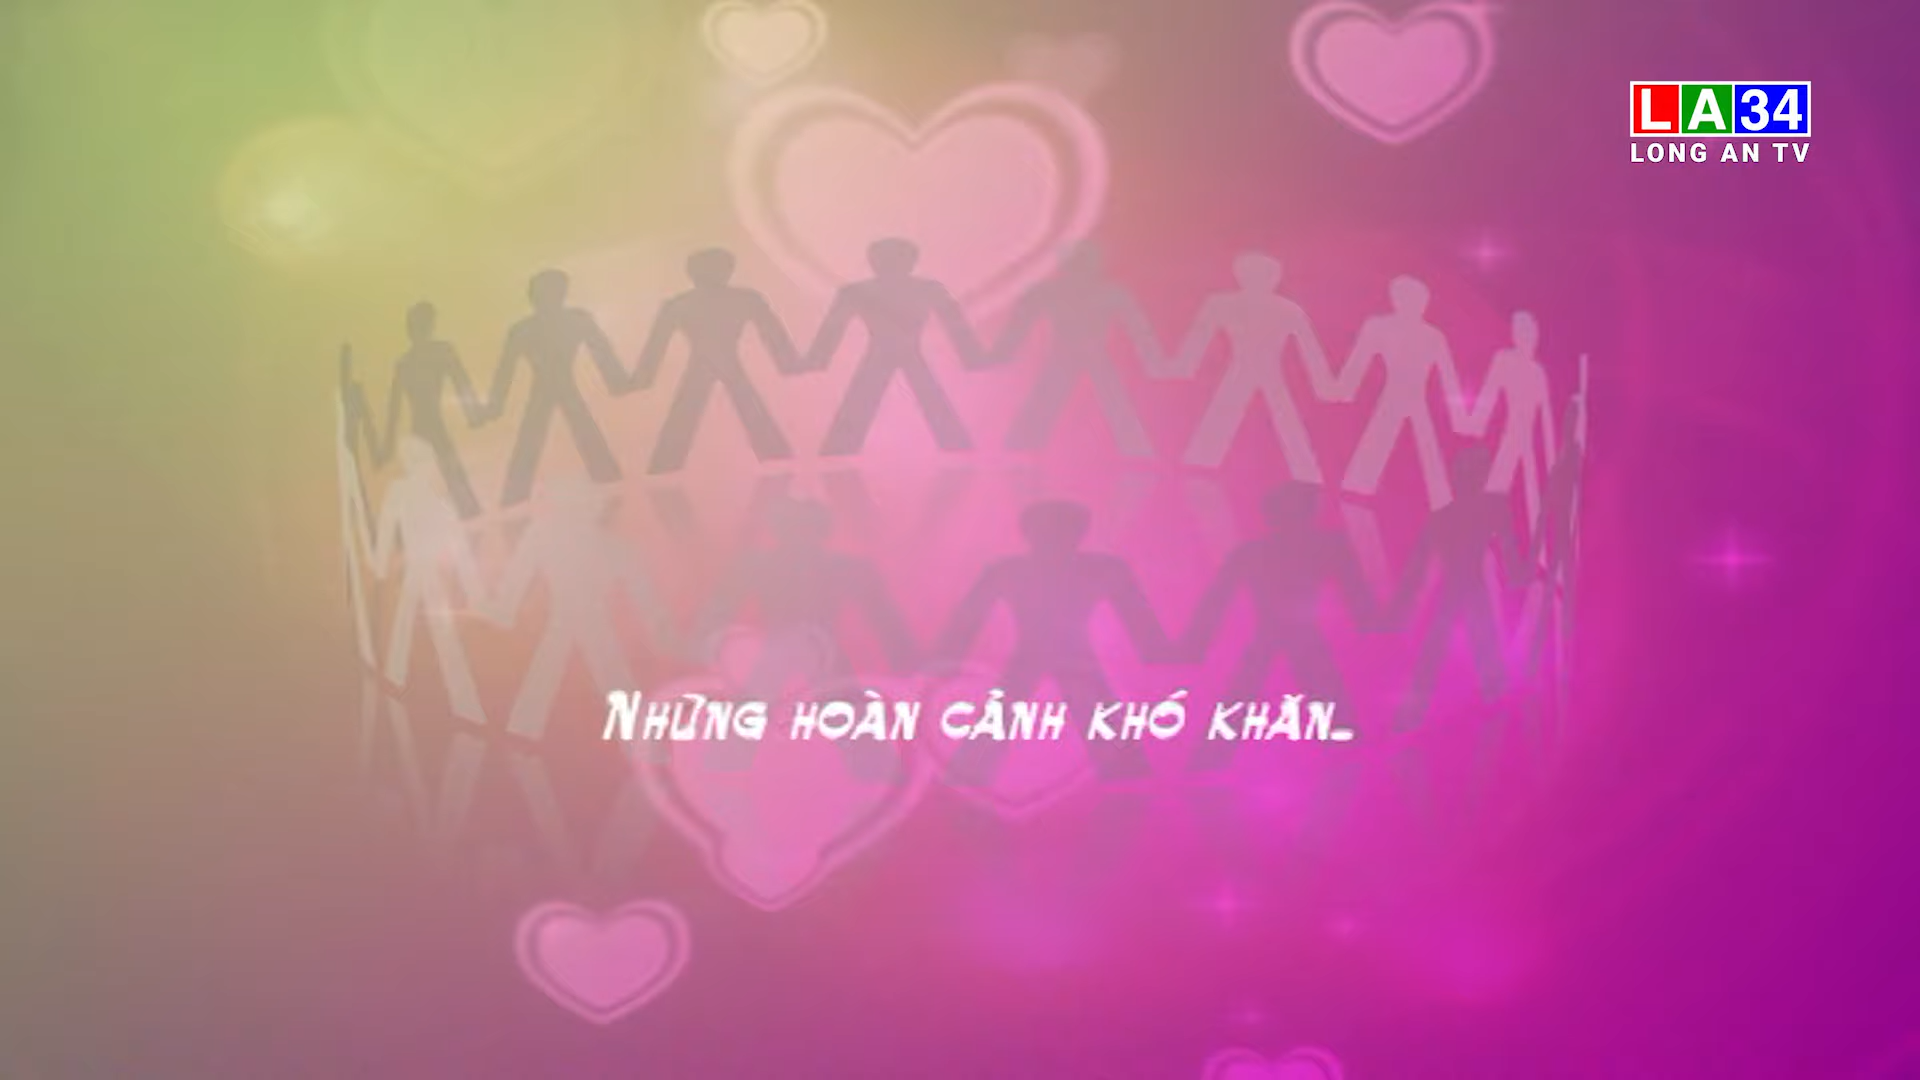 LA34
LONG AN TV
NHỮNG HOÀN CẢNH KHÓ KHĂN...